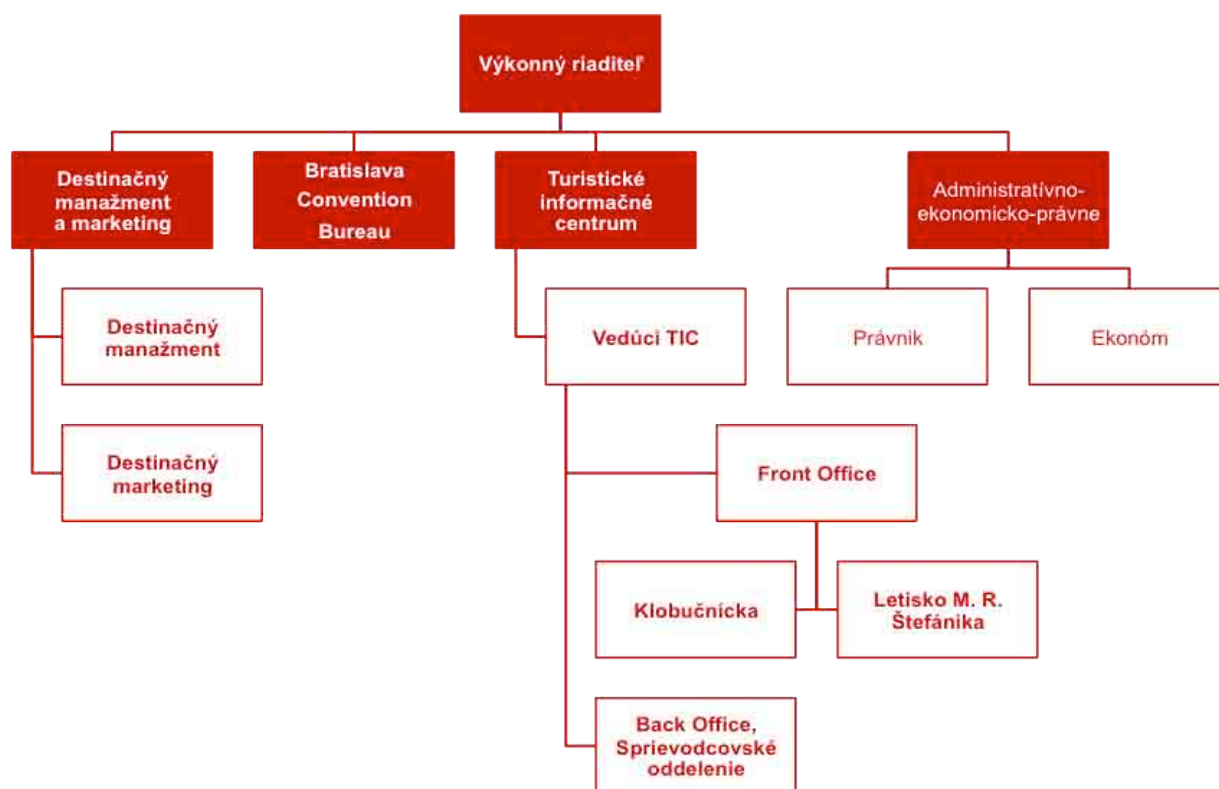 Výkonný riaditeľ
Destinačný
manažment
a marketing
Bratislava
Convention
Bureau
Turistické
informačné
centrum
Administratívno-
ekonomicko-právne
Destinačný
manažment
Vedúci TIC
Právnik
Ekonóm
Destinačný
marketing
Front Office
Klobučnícka
Letisko M. R.
Štefánika
Back Office,
Sprievodcovské
oddelenie